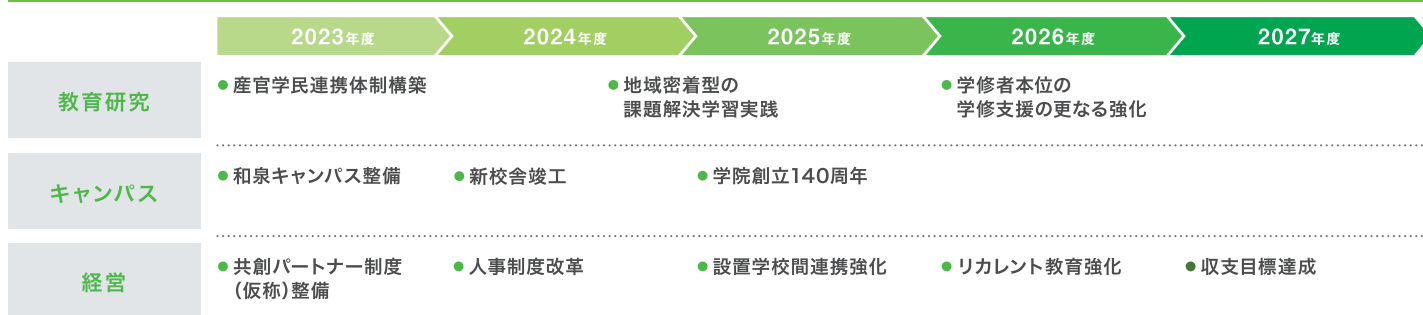 2023年度 2024年度 2025年度 2026年度 2027年度
教育研究
●産官学民連携体制構築
●地域密着型の
課題解決学習実践
●学修者本位の
学修支援の更なる強化
キャンパス
●和泉キャンパス整備
●新校舎竣工
●学院創立140周年
経営
●共創パートナー制度
（仮称）整備
●人事制度改革
●設置学校間連携強化
●リカレント教育強化
●収支目標達成